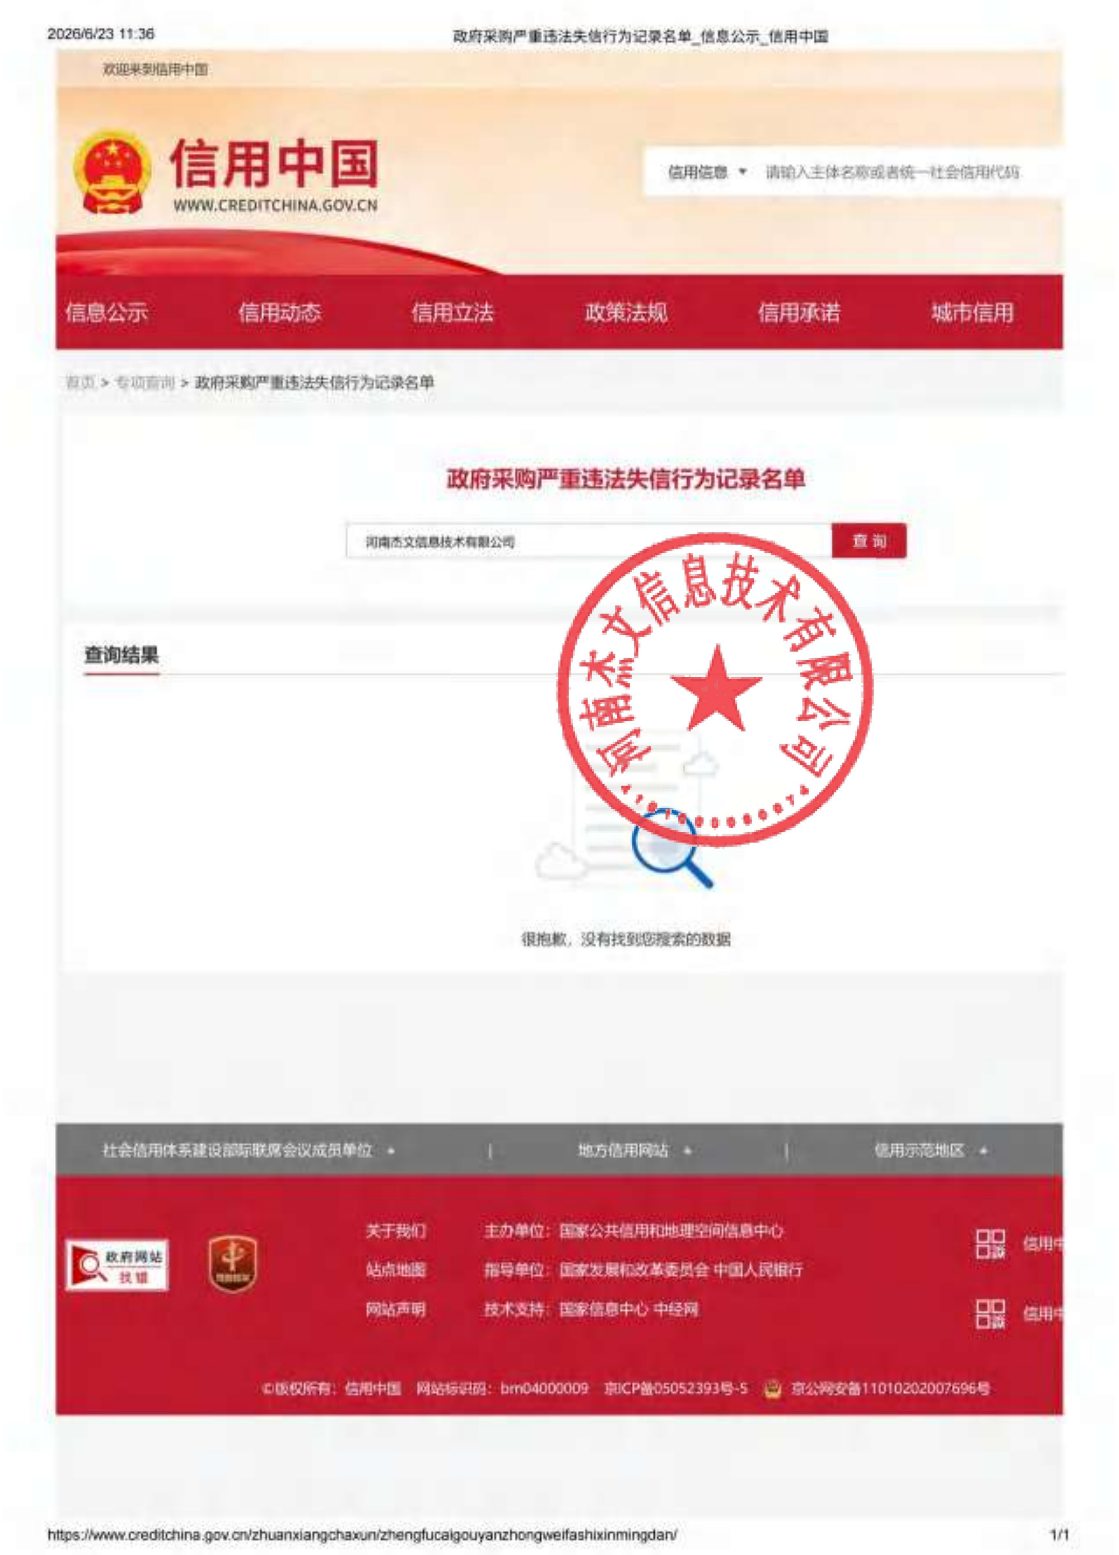 2026/6/23 11:36
政府采购严重违法失信行为记录名单_信息公示_信用中国
欢迎来到信用中国
信用中国
WWW.CREDITCHINA.GOV.CN
信用信息 请输入主体名称或者统一社会信用代码
信息公示 信用动态 信用立法 政策法规 信用承诺 城市信用
首页 > 专项查询 > 政府采购严重违法失信行为记录名单
政府采购严重违法失信行为记录名单
河南杰文信息技术有限公司 查询
河南杰文信息技术有限公司
查询结果
很抱歉，没有找到您搜索的数据
社会信用体系建设部际联席会议成员单位 | 地方信用网站 | 信用示范地区
政府网站
找错
关于我们 主办单位：国家公共信用和地理空间信息中心
信用中
站点地图 指导单位：国家发展和改革委员会 中国人民银行
网站声明 技术支持：国家信息中心 中经网
信用中
©版权所有：信用中国 网站标识码：bm04000009 京ICP备05052393号-5 京公网安备11010202007696号
https://www.creditchina.gov.cn/zhuanxiangchaxun/zhengfucaigouyanzhongweifashixinmingdan/
1/1